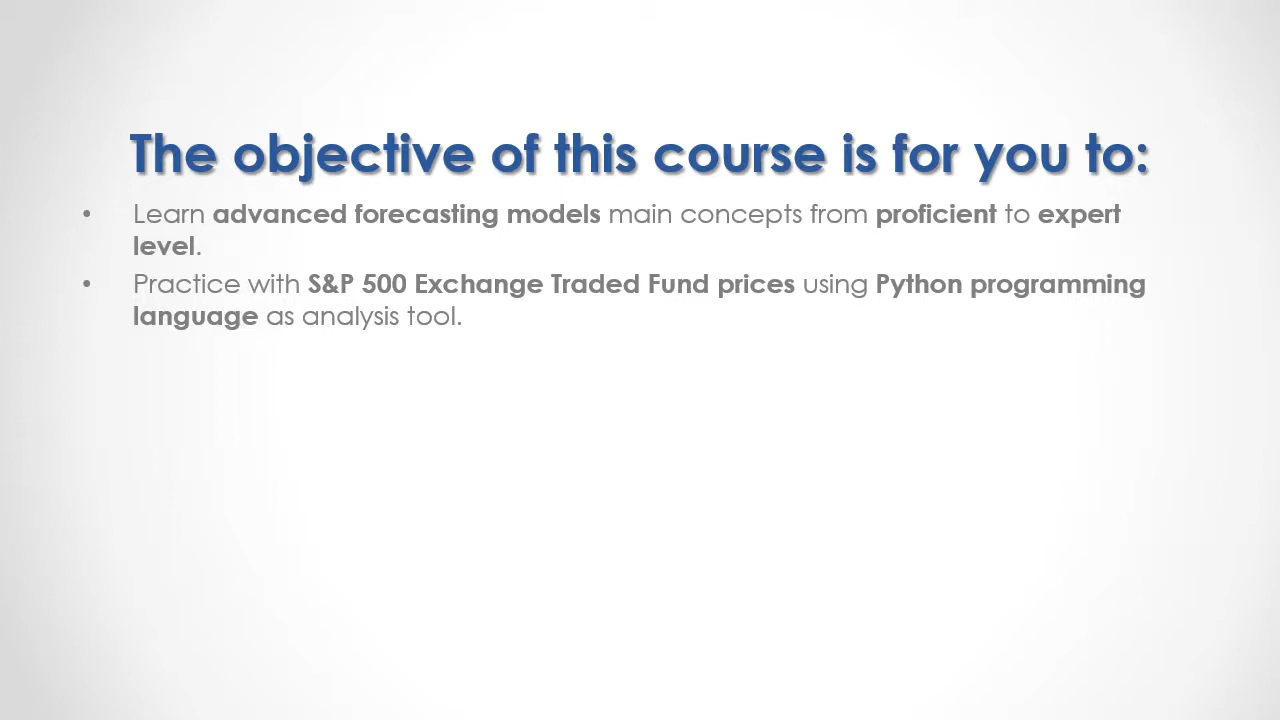 The objective of this course is for you to:
• Learn advanced forecasting models main concepts from proficient to expert
level.
• Practice with S&P 500 Exchange Traded Fund prices using Python programming
language as analysis tool.